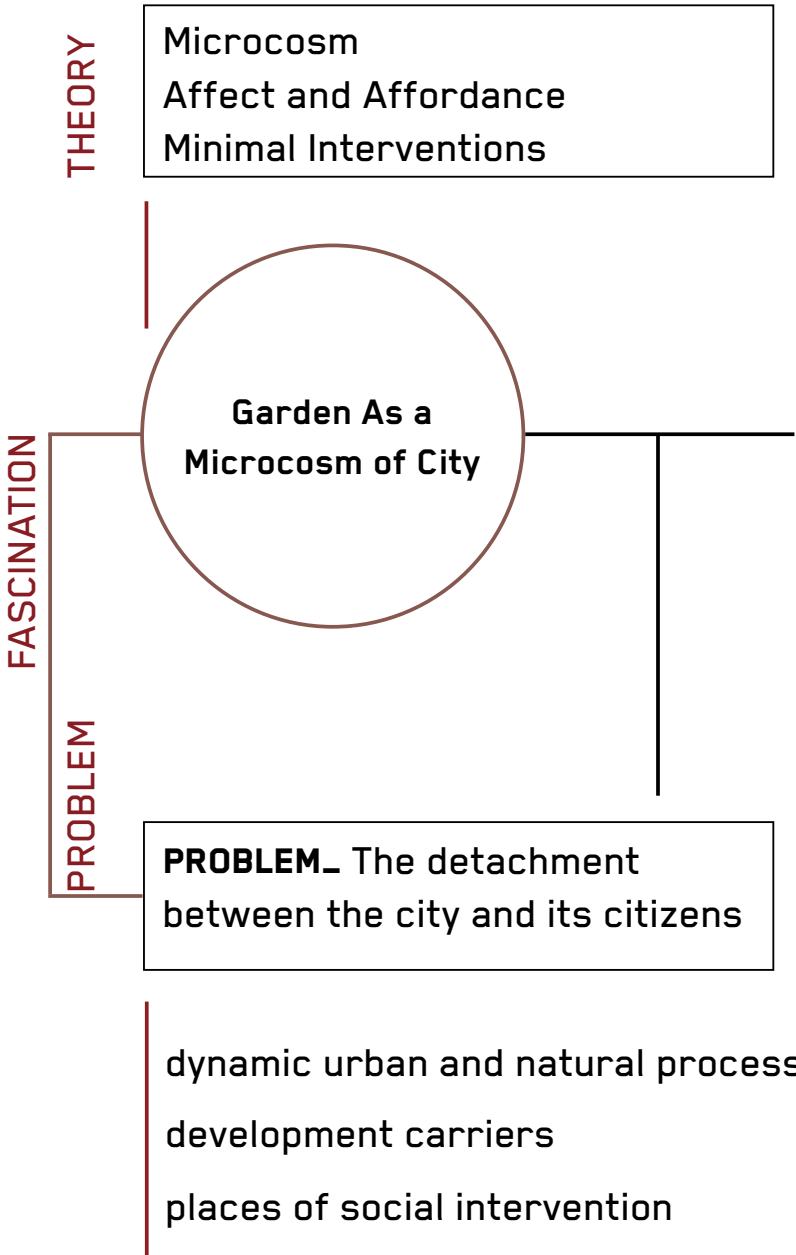 THEORY
Microcosm
Affect and Affordance
Minimal Interventions
FASCINATION
Garden As a
Microcosm of City
PROBLEM
PROBLEM_ The detachment
between the city and its citizens
dynamic urban and natural process
development carriers
places of social intervention